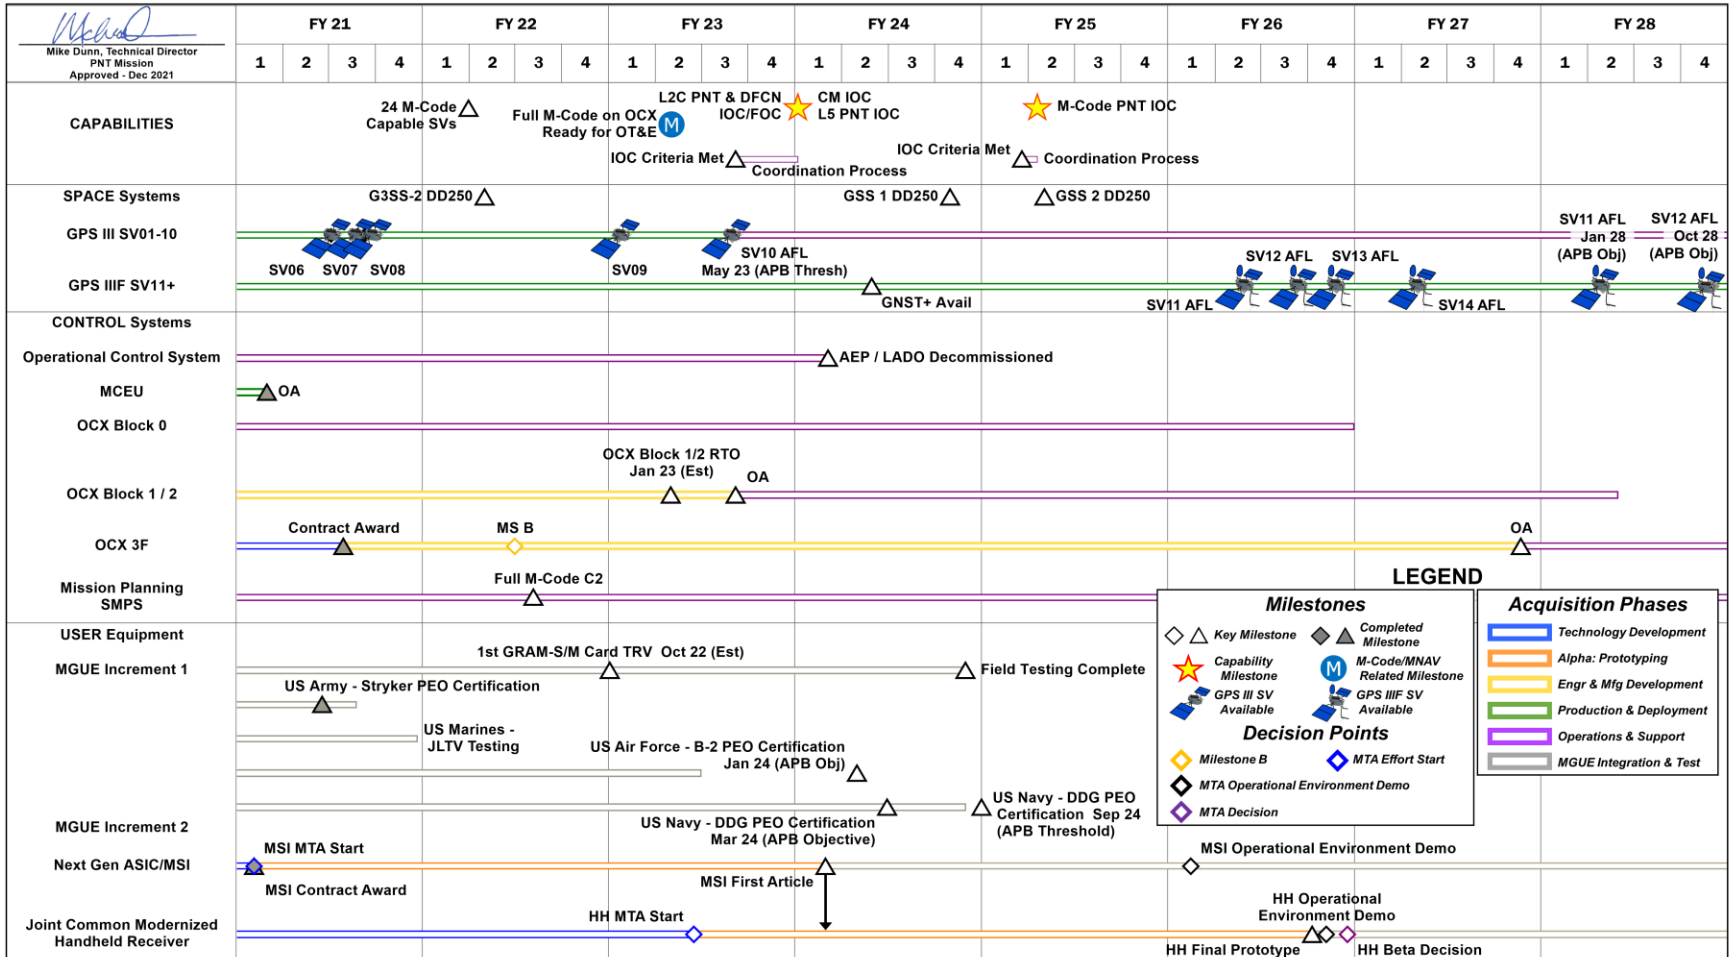 Mike Dunn, Technical Director
PNT Mission
Approved - Dec 2021
FY 21
FY 22
FY 23
FY 24
FY 25
FY 26
FY 27
FY 28
1 2 3 4 1 2 3 4 1 2 3 4 1 2 3 4 1 2 3 4 1 2 3 4 1 2 3 4 1 2 3 4
CAPABILITIES
24 M-Code
Capable SVs
Full M-Code on OCX
Ready for OT&E
M
L2C PNT & DFCN
IOC/FOC
CM IOC
L5 PNT IOC
M-Code PNT IOC
IOC Criteria Met
Coordination Process
IOC Criteria Met
Coordination Process
SPACE Systems
G3SS-2 DD250
GSS 1 DD250
GSS 2 DD250
GPS III SV01-10
SV06
SV07
SV08
SV09
SV10 AFL
May 23 (APB Thresh)
SV11 AFL
Jan 28
(APB Obj)
SV12 AFL
Oct 28
(APB Obj)
GPS IIIF SV11+
GNST+ Avail
SV11 AFL
SV12 AFL
SV13 AFL
SV14 AFL
CONTROL Systems
Operational Control System
AEP / LADO Decommissioned
MCEU
OA
OCX Block 0
OCX Block 1 / 2
OCX Block 1/2 RTO
Jan 23 (Est)
OA
OCX 3F
Contract Award
MS B
OA
Mission Planning
SMPS
Full M-Code C2
USER Equipment
MGUE Increment 1
1st GRAM-S/M Card TRV  Oct 22 (Est)
Field Testing Complete
US Army - Stryker PEO Certification
US Marines -
JLTV Testing
US Air Force - B-2 PEO Certification
Jan 24 (APB Obj)
US Navy - DDG PEO Certification
Mar 24 (APB Objective)
US Navy - DDG PEO
Certification  Sep 24
(APB Threshold)
MGUE Increment 2
Next Gen ASIC/MSI
MSI MTA Start
MSI Contract Award
MSI First Article
MSI Operational Environment Demo
Joint Common Modernized
Handheld Receiver
HH MTA Start
HH Operational
Environment Demo
HH Final Prototype
HH Beta Decision
LEGEND
Milestones
Key Milestone
Completed
Milestone
Capability
Milestone
M
M-Code/MNAV
Related Milestone
GPS III SV
Available
GPS IIIF SV
Available
Decision Points
Milestone B
MTA Effort Start
MTA Operational Environment Demo
MTA Decision
Acquisition Phases
Technology Development
Alpha: Prototyping
Engr & Mfg Development
Production & Deployment
Operations & Support
MGUE Integration & Test